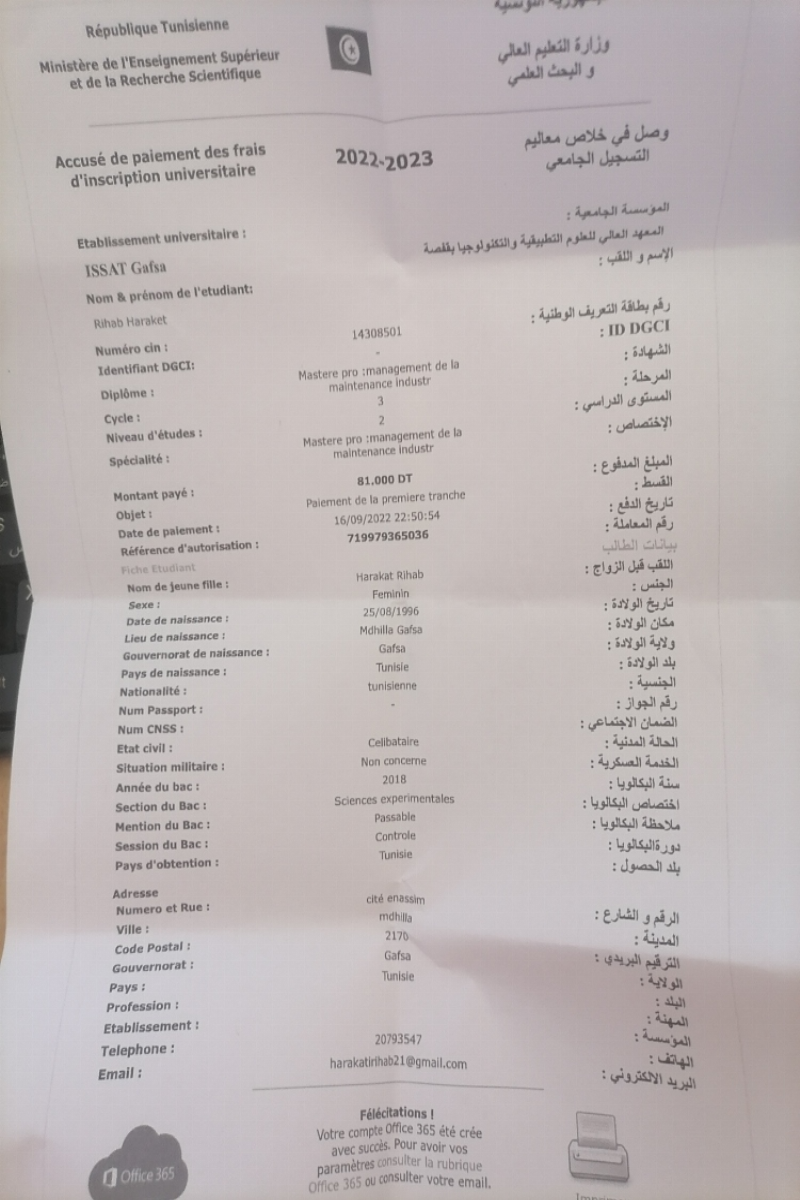 République Tunisienne
Ministère de l'Enseignement Supérieur
et de la Recherche Scientifique
وزارة التعليم العالي
و البحث العلمي
Accusé de paiement des frais
d'inscription universitaire
2022-2023
وصل في خلاص معاليم
التسجيل الجامعي
Etablissement universitaire :
المؤسسة الجامعية :
ISSAT Gafsa
المعهد العالي للعلوم التطبيقية والتكنولوجيا بقفصة
Nom & prénom de l'etudiant:
الإسم و اللقب :
Rihab Haraket
Numéro cin : 14308501 رقم بطاقة التعريف الوطنية :
Identifiant DGCI: - ID DGCI :
Diplôme : Mastere pro :management de la
maintenance industr الشهادة :
Cycle : 3 المرحلة :
Niveau d'études : 2 المستوى الدراسي :
Spécialité : Mastere pro :management de la
maintenance industr الإختصاص :
Montant payé : 81.000 DT المبلغ المدفوع :
Objet : Paiement de la premiere tranche القسط :
Date de paiement : 16/09/2022 22:50:54 تاريخ الدفع :
Référence d'autorisation : 719979365036 رقم المعاملة :
Fiche Etudiant بيانات الطالب
Nom de jeune fille : Harakat Rihab اللقب قبل الزواج :
Sexe : Feminin الجنس :
Date de naissance : 25/08/1996 تاريخ الولادة :
Lieu de naissance : Mdhilla Gafsa مكان الولادة :
Gouvernorat de naissance : Gafsa ولاية الولادة :
Pays de naissance : Tunisie بلد الولادة :
Nationalité : tunisienne الجنسية :
Num Passport : - رقم الجواز :
Num CNSS : الضمان الاجتماعي :
Etat civil : Celibataire الحالة المدنية :
Situation militaire : Non concerne الخدمة العسكرية :
Année du bac : 2018 سنة البكالويا :
Section du Bac : Sciences experimentales اختصاص البكالويا :
Mention du Bac : Passable ملاحظة البكالويا :
Session du Bac : Controle دورةالبكالويا :
Pays d'obtention : Tunisie بلد الحصول :
Adresse
Numero et Rue : cité enassim الرقم و الشارع :
Ville : mdhilla المدينة :
Code Postal : 2170 الترقيم البريدي :
Gouvernorat : Gafsa الولاية :
Pays : Tunisie البلد :
Profession : المهنة :
Etablissement : المؤسسة :
Telephone : 20793547 الهاتف :
Email : harakatirihab21@gmail.com البريد الالكتروني :
Félécitations !
Votre compte Office 365 été crée
avec succès. Pour avoir vos
paramètres consulter la rubrique
Office 365 ou consulter votre email.
Office 365